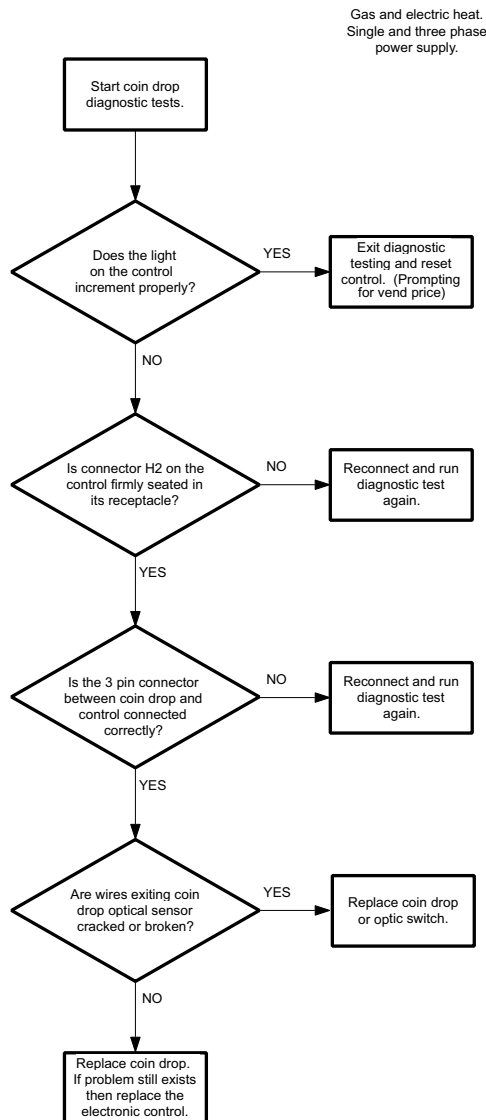 Gas and electric heat.
Single and three phase
power supply.
Start coin drop
diagnostic tests.
Does the light
on the control
increment properly?
YES
Exit diagnostic
testing and reset
control. (Prompting
for vend price)
NO
Is connector H2 on the
control firmly seated in
its receptacle?
NO
Reconnect and run
diagnostic test
again.
YES
Is the 3 pin connector
between coin drop and
control connected
correctly?
NO
Reconnect and run
diagnostic test
again.
YES
Are wires exiting coin
drop optical sensor
cracked or broken?
YES
Replace coin drop
or optic switch.
NO
Replace coin drop.
If problem still exists
then replace the
electronic control.